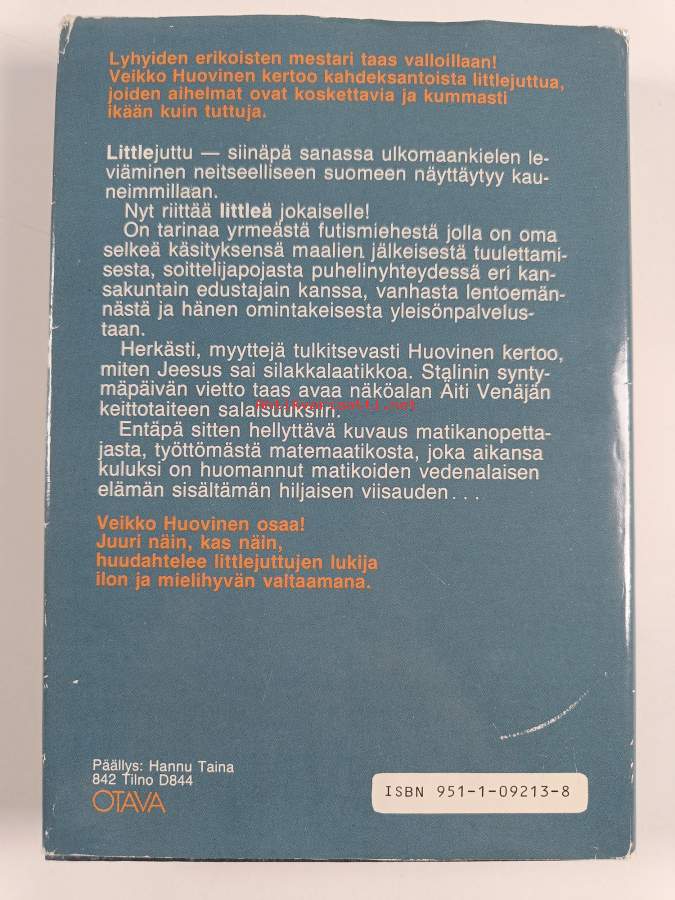 Lyhyiden erikoisten mestari taas valloillaan!
Veikko Huovinen kertoo kahdeksantoista littlejuttua,
joiden aihelmat ovat koskettavia ja kummasti
ikään kuin tuttuja.
Littlejuttu — siinäpä sanassa ulkomaankielen le-
viäminen neitseelliseen suomeen näyttäytyy kau-
neimmillaan.
Nyt riittää littleä jokaiselle!
On tarinaa yrmeästä futismiehestä jolla on oma
selkeä käsityksensä maalien jälkeisestä tuulettami-
sesta, soittelijapojasta puhelinyhteydessä eri kan-
sakuntain edustajain kanssa, vanhasta lentoemän-
nästä ja hänen omintakeisesta yleisönpalvelus-
taan.
Herkästi, myyttejä tulkitsevasti Huovinen kertoo,
miten Jeesus sai silakkalaatikkoa. Stalinin synty-
mäpäivän vietto taas avaa näköalan Äiti Venäjän
keittotaiteen salaisuuksiin.
Antikvariaatti.net
Entäpä sitten hellyttävä kuvaus matikanopetta-
jasta, työttömästä matemaatikosta, joka aikansa
kuluksi on huomannut matikoiden vedenalaisen
elämän sisältämän hiljaisen viisauden...
Veikko Huovinen osaa!
Juuri näin, kas näin,
huudahtelee littlejuttujen lukija
ilon ja mielihyvän valtaamana.
Päällys: Hannu Taina
842 Tilno D844
OTAVA
ISBN 951-1-09213-8